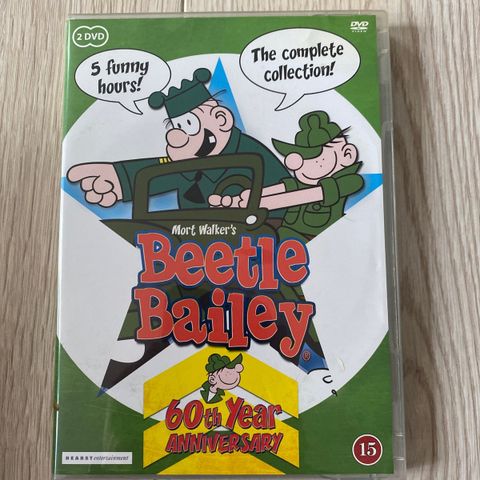 2 DVD
DVD
VIDEO
5 funny
hours!
The complete
collection!
Mort Walker's
Beetle
Bailey®
60th Year
ANNIVERSARY
HEARST entertainment
15